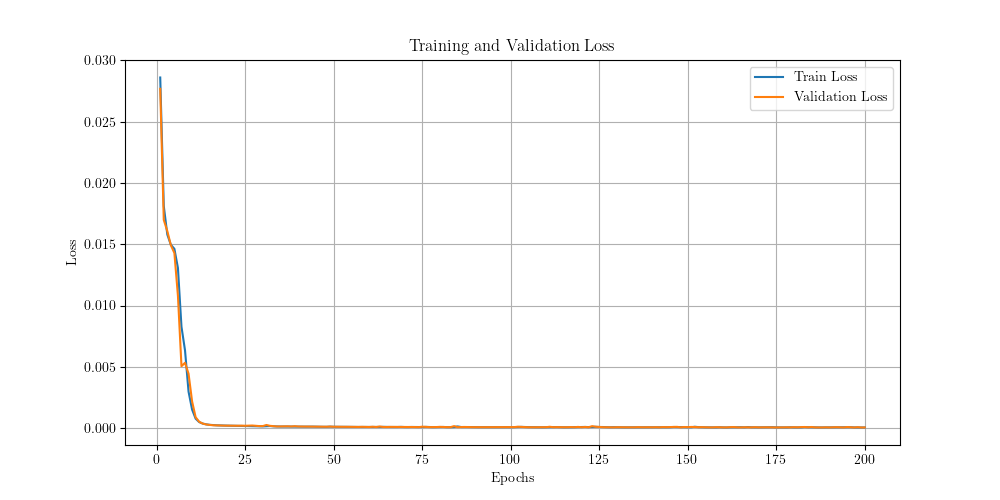 Training and Validation Loss
0.030
0.025
0.020
0.015
0.010
0.005
0.000
Loss
Train Loss
Validation Loss
0 25 50 75 100 125 150 175 200
Epochs